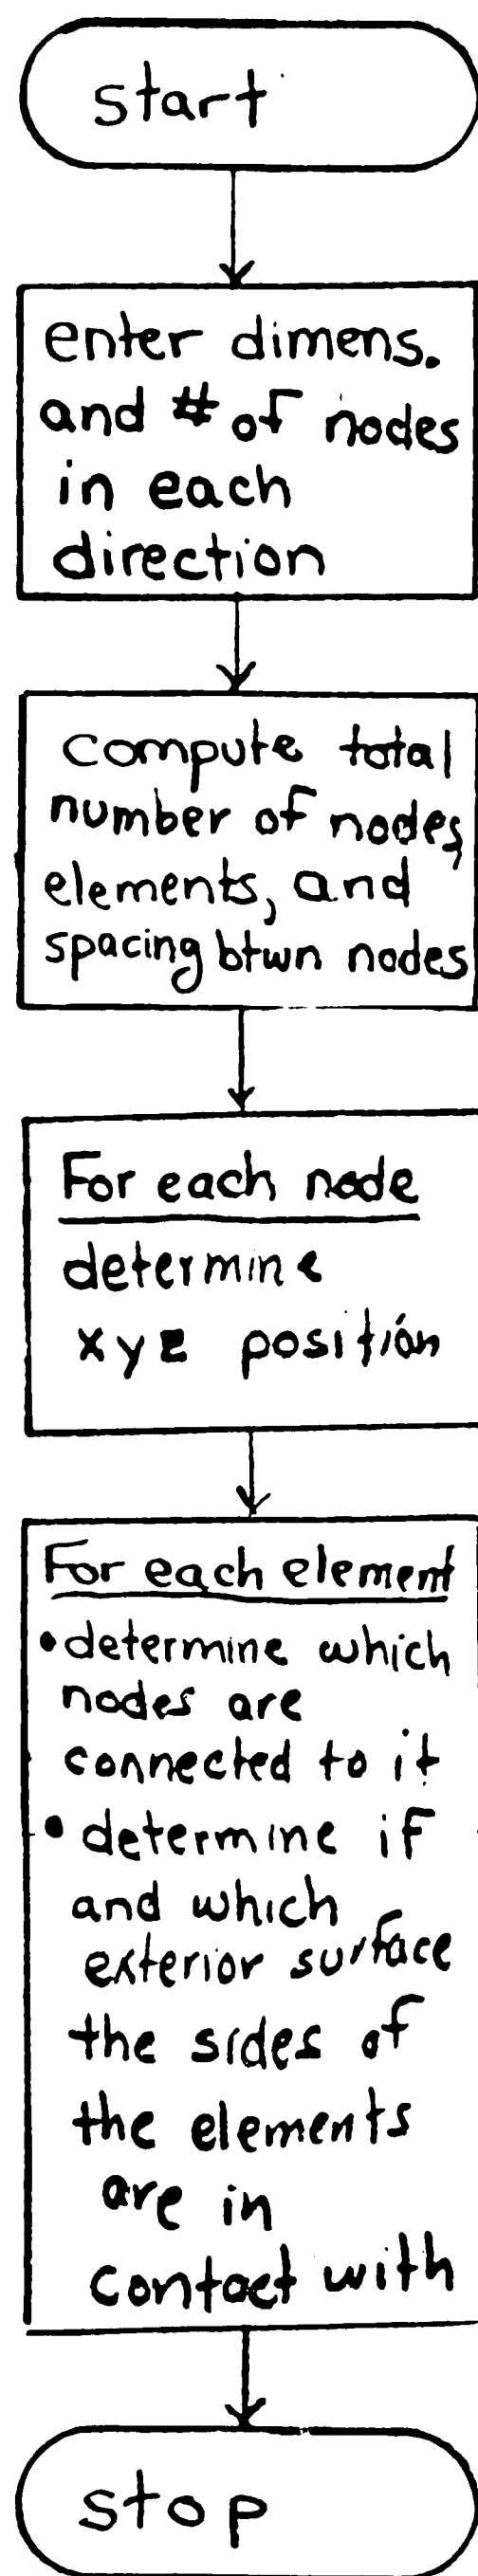 start
enter dimens.
and # of nodes
in each
direction
compute total
number of nodes,
elements, and
spacing btwn nodes
For each node
determine
xyz position
For each element
• determine which
nodes are
connected to it
• determine if
and which
exterior surface
the sides of
the elements
are in
contact with
stop